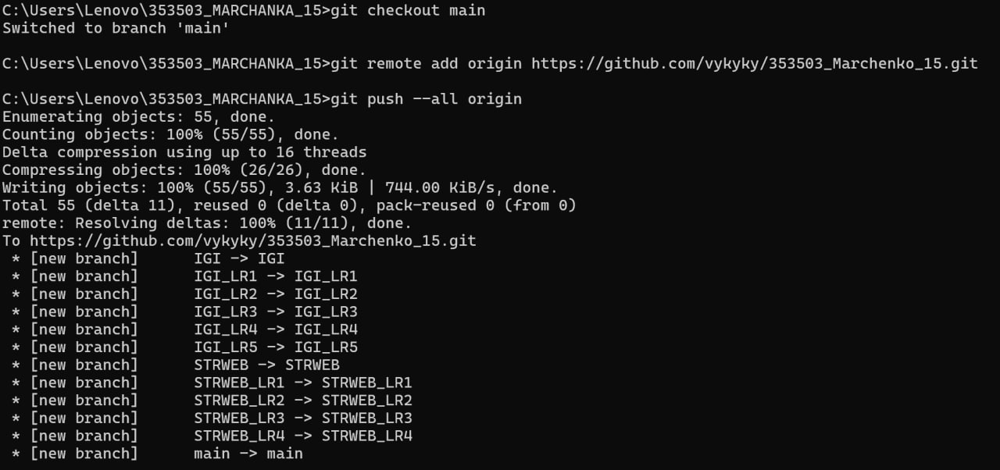 C:\Users\Lenovo\353503_MARCHANKA_15>git checkout main
Switched to branch 'main'
C:\Users\Lenovo\353503_MARCHANKA_15>git remote add origin https://github.com/vykyky/353503_Marchenko_15.git
C:\Users\Lenovo\353503_MARCHANKA_15>git push --all origin
Enumerating objects: 55, done.
Counting objects: 100% (55/55), done.
Delta compression using up to 16 threads
Compressing objects: 100% (26/26), done.
Writing objects: 100% (55/55), 3.63 KiB | 744.00 KiB/s, done.
Total 55 (delta 11), reused 0 (delta 0), pack-reused 0 (from 0)
remote: Resolving deltas: 100% (11/11), done.
To https://github.com/vykyky/353503_Marchenko_15.git
 * [new branch]      IGI -> IGI
 * [new branch]      IGI_LR1 -> IGI_LR1
 * [new branch]      IGI_LR2 -> IGI_LR2
 * [new branch]      IGI_LR3 -> IGI_LR3
 * [new branch]      IGI_LR4 -> IGI_LR4
 * [new branch]      IGI_LR5 -> IGI_LR5
 * [new branch]      STRWEB -> STRWEB
 * [new branch]      STRWEB_LR1 -> STRWEB_LR1
 * [new branch]      STRWEB_LR2 -> STRWEB_LR2
 * [new branch]      STRWEB_LR3 -> STRWEB_LR3
 * [new branch]      STRWEB_LR4 -> STRWEB_LR4
 * [new branch]      main -> main